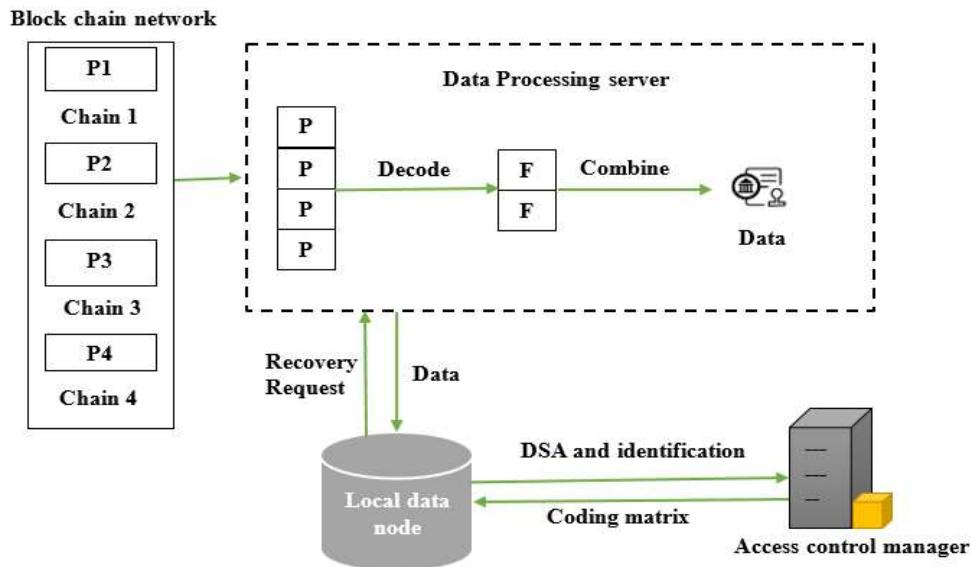 Block chain network
P1
Chain 1
P2
Chain 2
P3
Chain 3
P4
Chain 4
Data Processing server
P
P
P
P
Decode
F
F
Combine
Data
Recovery
Request
Data
Local data
node
DSA and identification
Coding matrix
Access control manager